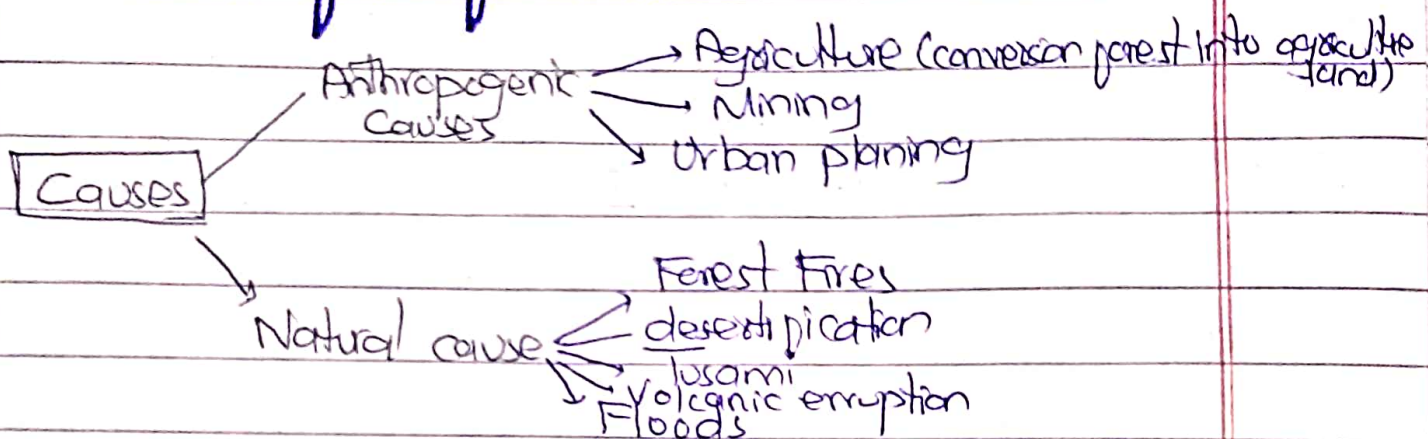 Agriculture (conversion forest into agriculture land)
Anthropogenic Causes
Mining
Urban planing
Causes
Forest Fires
Natural cause
desertification
Tusami
Volcanic erruption
Floods